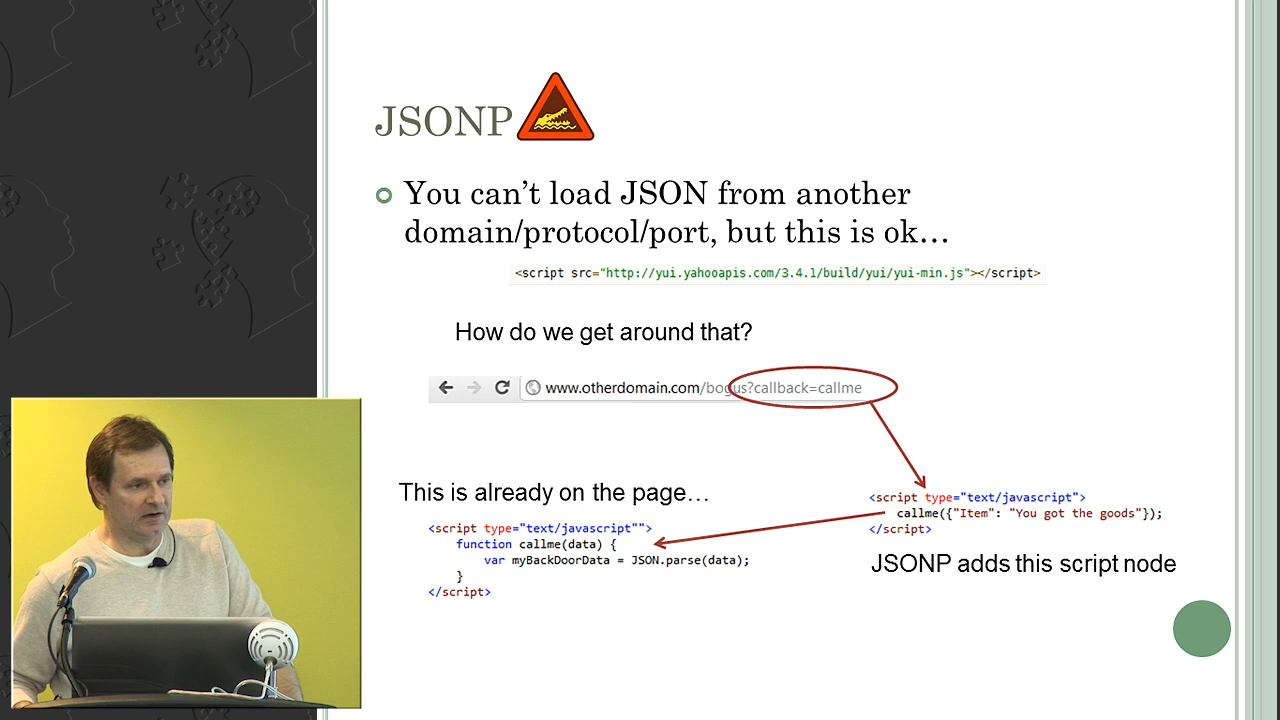 JSONP
You can't load JSON from another
domain/protocol/port, but this is ok…
<script src="http://yui.yahooapis.com/3.4.1/build/yui/yui-min.js"></script>
How do we get around that?
www.otherdomain.com/bogus?callback=callme
This is already on the page…
<script type="text/javascript"">
function callme(data) {
var myBackDoorData = JSON.parse(data);
}
</script>
<script type="text/javascript">
callme({"Item": "You got the goods"});
</script>
JSONP adds this script node